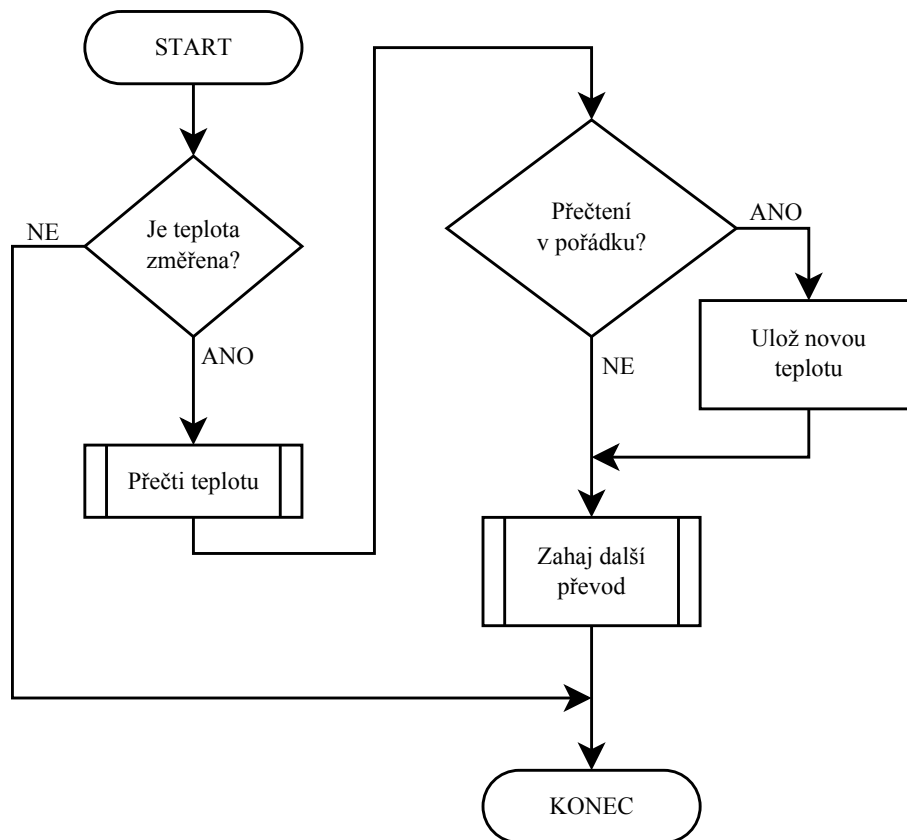 START
Je teplota
změřena?
NE
ANO
Přečti teplotu
Přečtení
v pořádku?
ANO
NE
Ulož novou
teplotu
Zahaj další
převod
KONEC